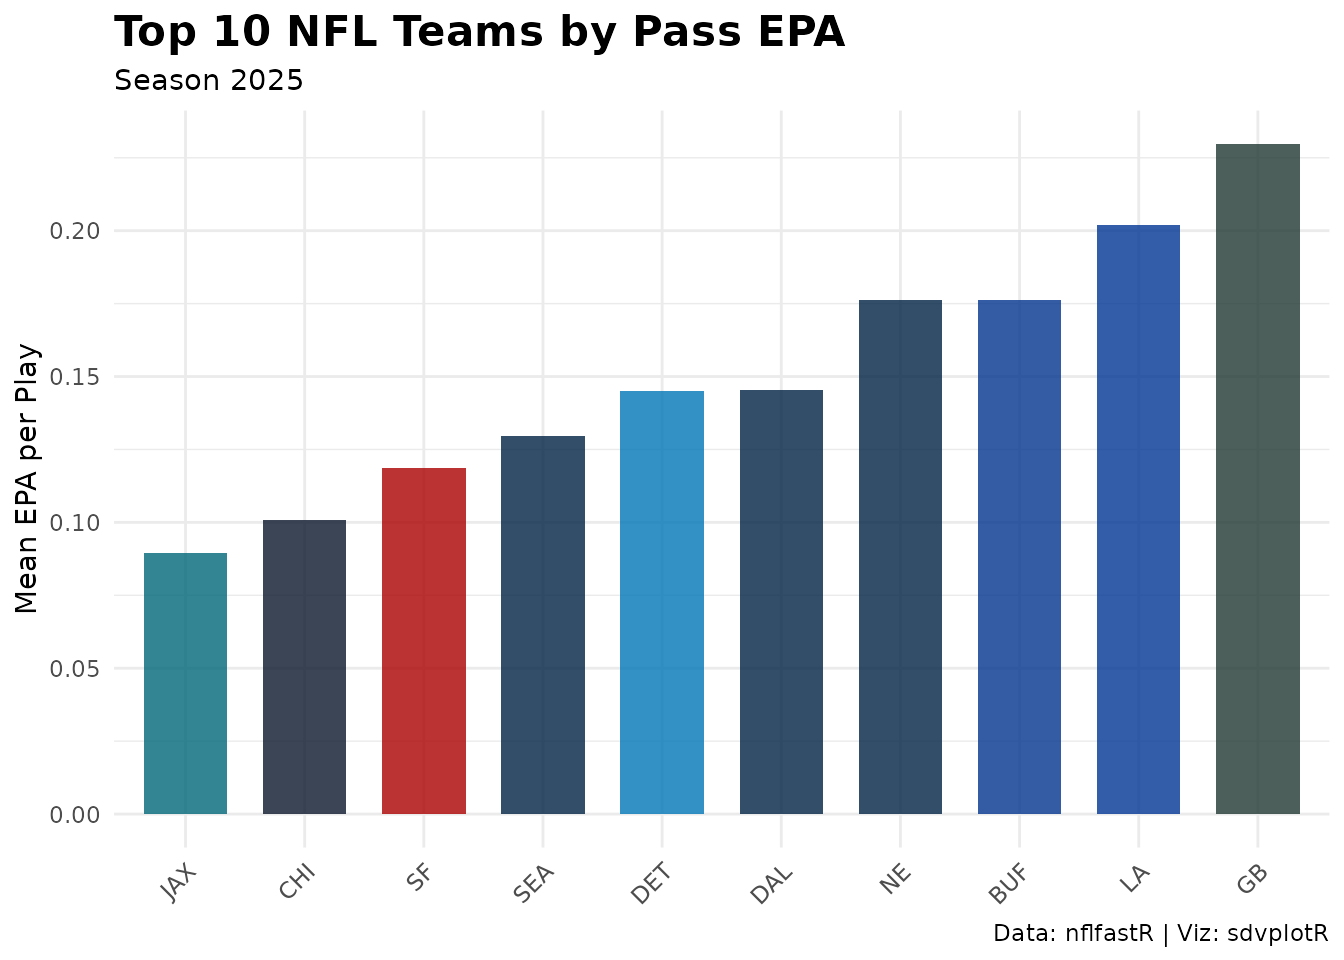 Top 10 NFL Teams by Pass EPA
Season 2025
Mean EPA per Play
0.20
0.15
0.10
0.05
0.00
JAX
CHI
SF
SEA
DET
DAL
NE
BUF
LA
GB
Data: nflfastR | Viz: sdvplotR